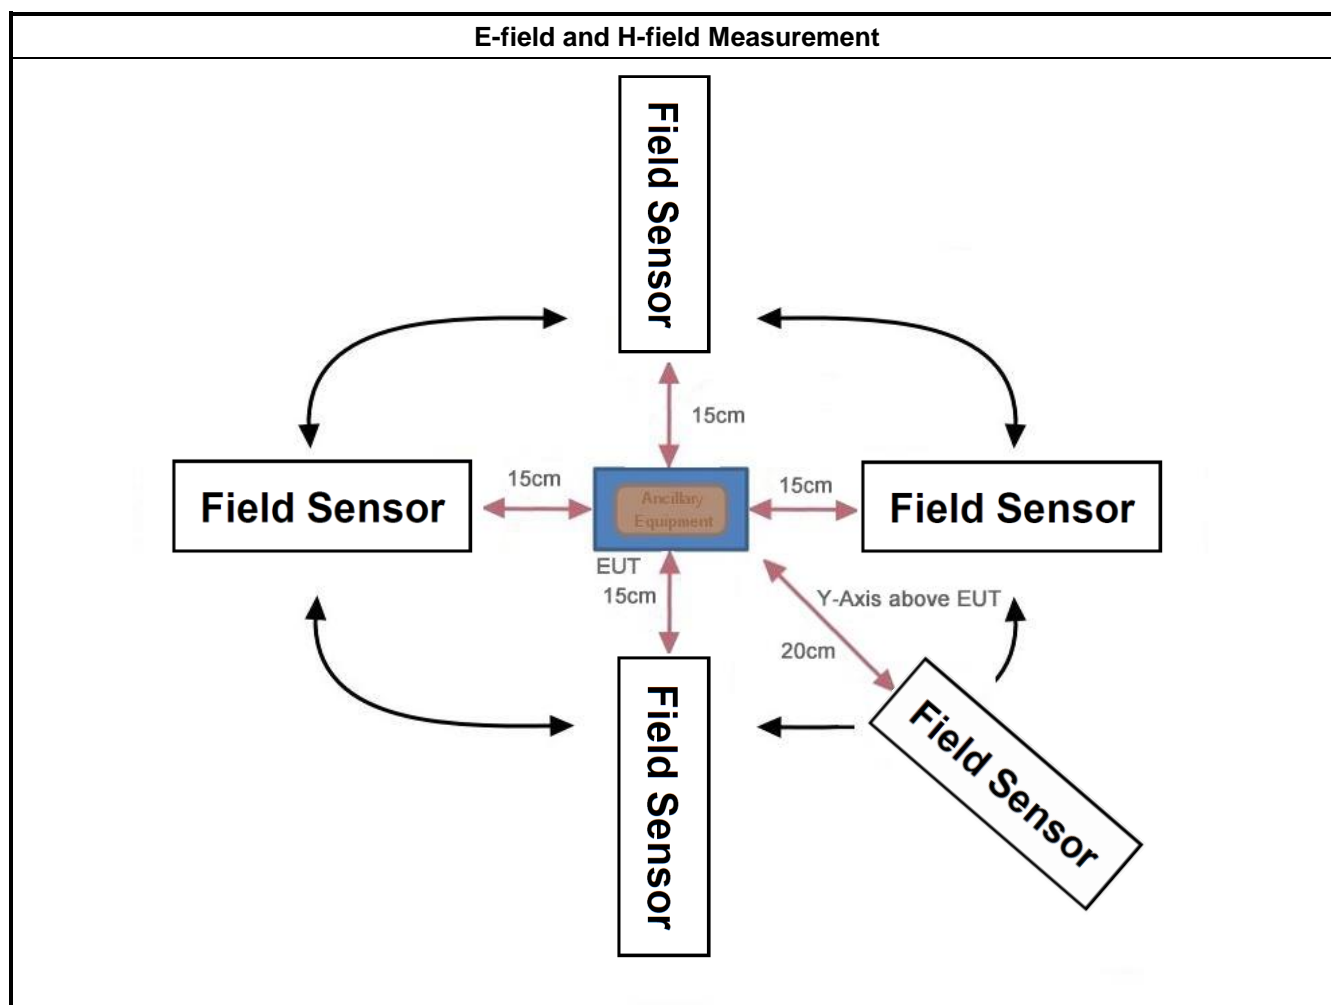 E-field and H-field Measurement
Field Sensor
15cm
15cm
15cm
Field Sensor
Ancillary
Equipment
Field Sensor
EUT
15cm
Y-Axis above EUT
20cm
Field Sensor
Field Sensor